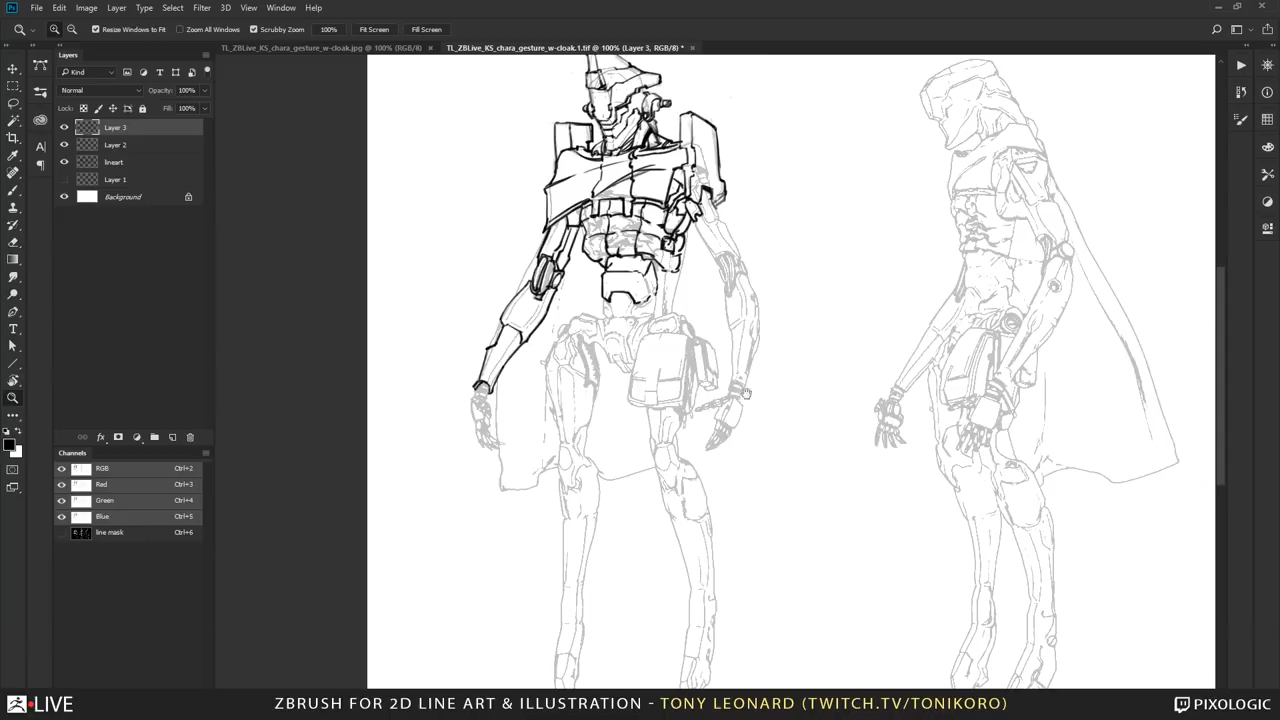 Ps File Edit Image Layer Type Select Filter 3D View Window Help
Resize Windows to Fit Zoom All Windows Scrubby Zoom 100% Fit Screen Fill Screen
TL_ZBLive_KS_chara_gesture_w-cloak.jpg @ 100% (RGB/8) × TL_ZBLive_KS_chara_gesture_w-cloak.1.tif @ 100% (Layer 3, RGB/8) * ×
Layers
Kind
Normal Opacity: 100%
Lock: Fill: 100%
Layer 3
Layer 2
lineart
Layer 1
Background
fx
Channels
RGB Ctrl+2
Red Ctrl+3
Green Ctrl+4
Blue Ctrl+5
line mask Ctrl+6
LIVE ZBRUSH FOR 2D LINE ART & ILLUSTRATION - TONY LEONARD (TWITCH.TV/TONIKORO) PIXOLOGIC